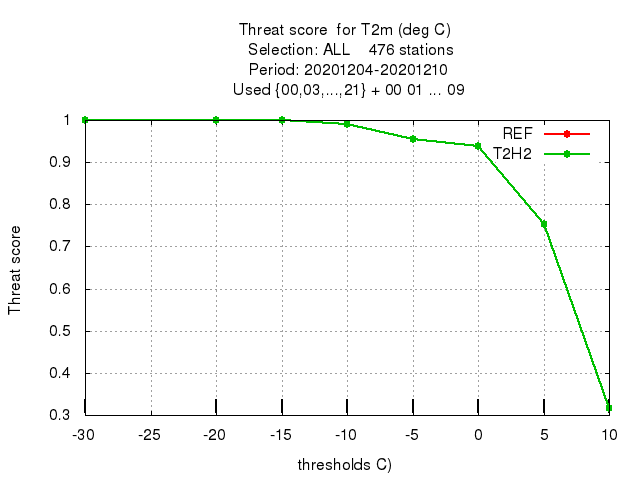 Threat score  for T2m (deg C)
Selection: ALL    476 stations
Period: 20201204-20201210
Used {00,03,...,21} + 00 01 ... 09
REF
T2H2
1
0.9
0.8
0.7
0.6
0.5
0.4
0.3
Threat score
-30 -25 -20 -15 -10 -5 0 5 10
thresholds C)